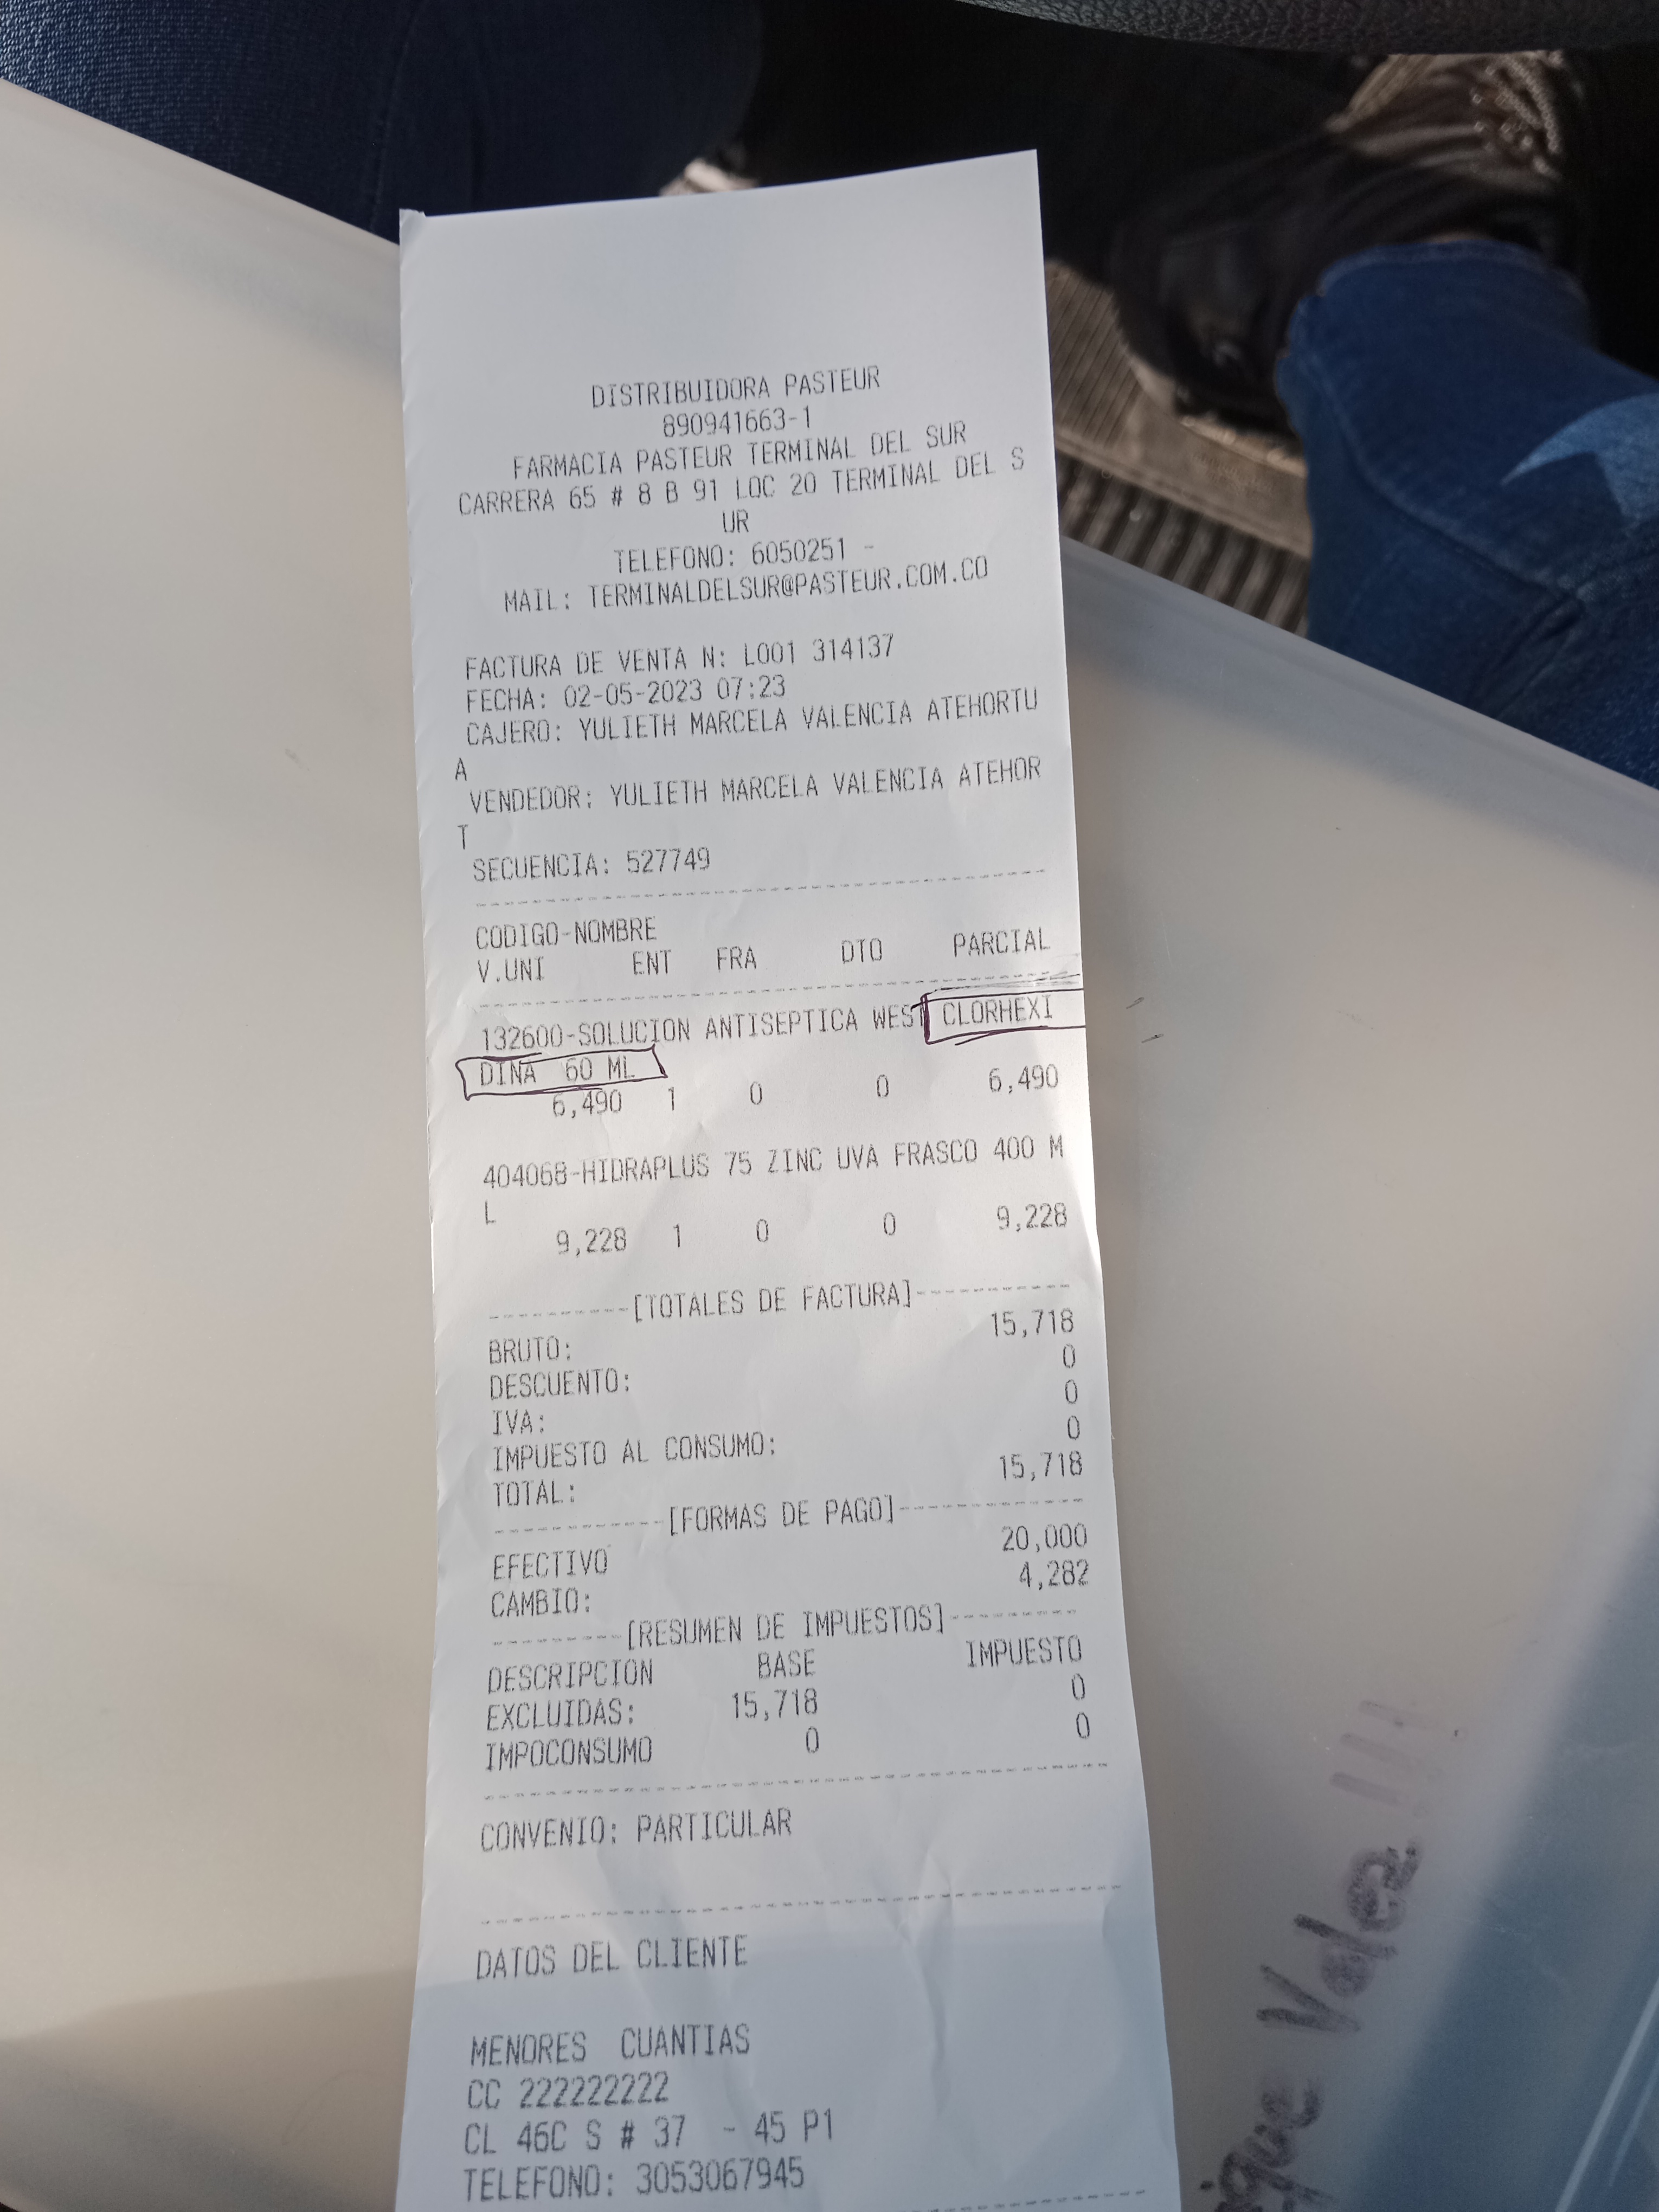 DISTRIBUIDORA PASTEUR
890941663-1
FARMACIA PASTEUR TERMINAL DEL SUR
CARRERA 65 # 8 B 91 LOC 20 TERMINAL DEL S
UR
TELEFONO: 6050251 -
MAIL: TERMINALDELSUR@PASTEUR.COM.CO
FACTURA DE VENTA N: L001 314137
FECHA: 02-05-2023 07:23
CAJERO: YULIETH MARCELA VALENCIA ATEHORTU
A
VENDEDOR: YULIETH MARCELA VALENCIA ATEHOR
T
SECUENCIA: 527749
CODIGO-NOMBRE
V.UNI ENT FRA DTO PARCIAL
132600-SOLUCION ANTISEPTICA WEST CLORHEXI
DINA 60 ML
6,490 1 0 0 6,490
404068-HIDRAPLUS 75 ZINC UVA FRASCO 400 M
L
9,228 1 0 0 9,228
----------[TOTALES DE FACTURA]-----------
BRUTO: 15,718
DESCUENTO: 0
IVA: 0
IMPUESTO AL CONSUMO: 0
TOTAL: 15,718
------------[FORMAS DE PAGO]-------------
EFECTIVO 20,000
CAMBIO: 4,282
---------[RESUMEN DE IMPUESTOS]----------
DESCRIPCION BASE IMPUESTO
EXCLUIDAS: 15,718 0
IMPOCONSUMO 0 0
CONVENIO: PARTICULAR
DATOS DEL CLIENTE
MENORES CUANTIAS
CC 222222222
CL 46C S # 37 - 45 P1
TELEFONO: 3053067945